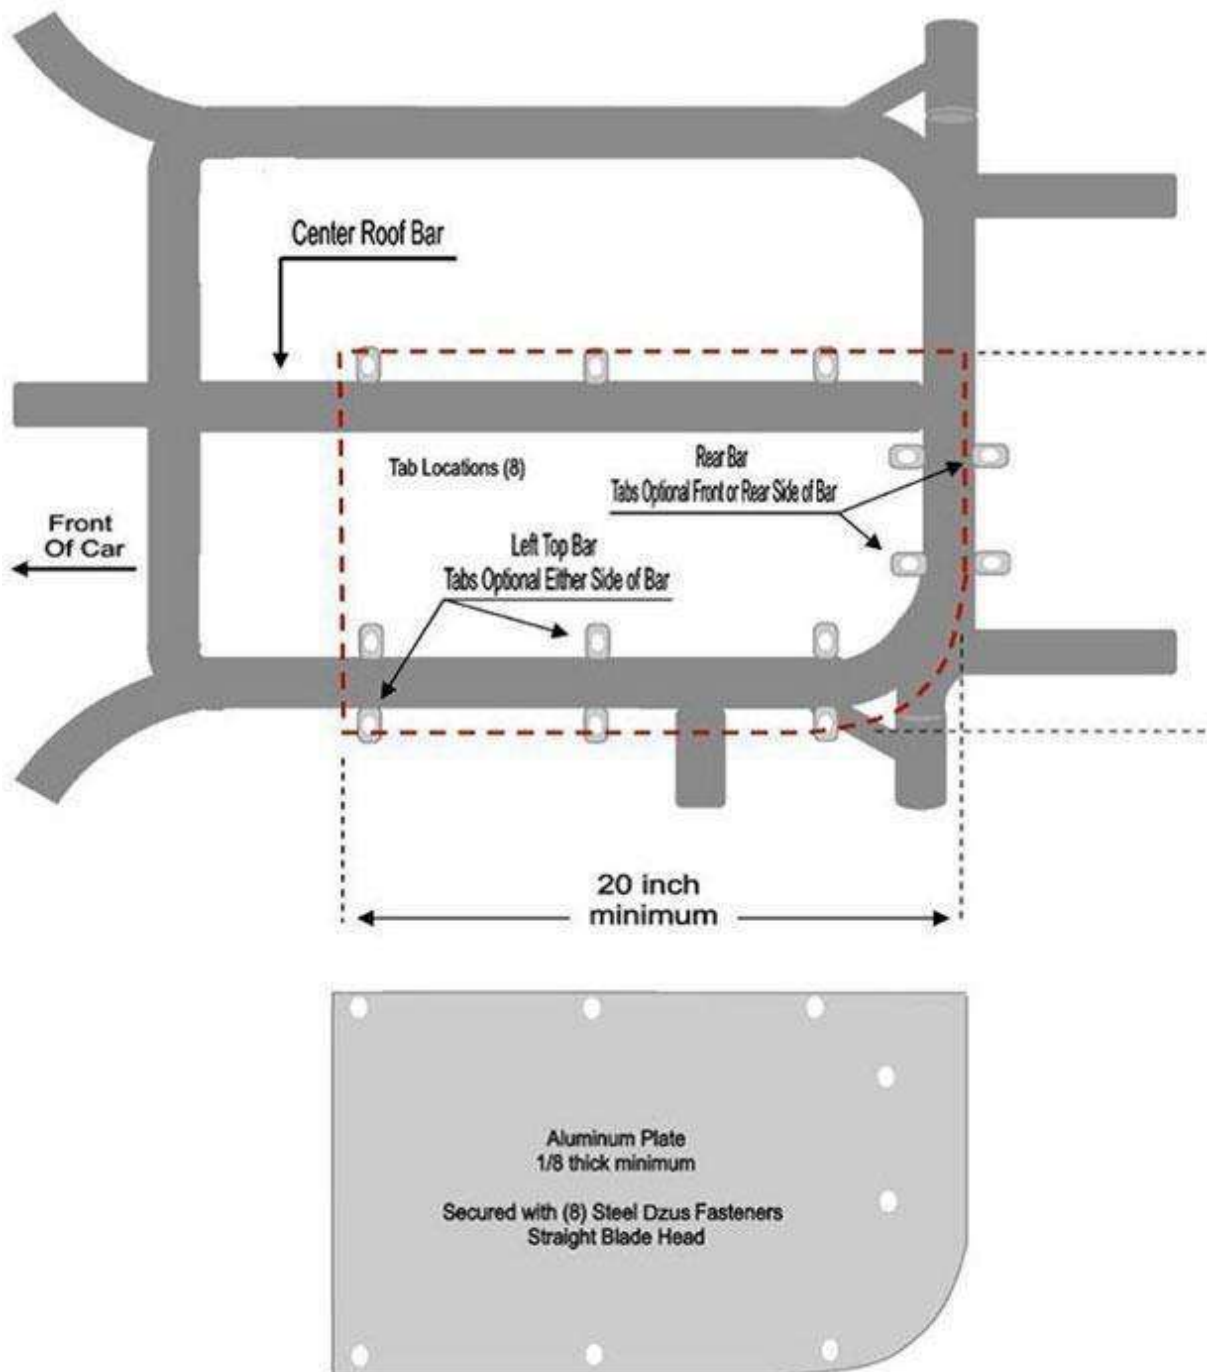 Center Roof Bar
Tab Locations (8)
Rear Bar
Tabs Optional Front or Rear Side of Bar
Front
Of Car
Left Top Bar
Tabs Optional Either Side of Bar
20 inch
minimum
Aluminum Plate
1/8 thick minimum
Secured with (8) Steel Dzus Fasteners
Straight Blade Head